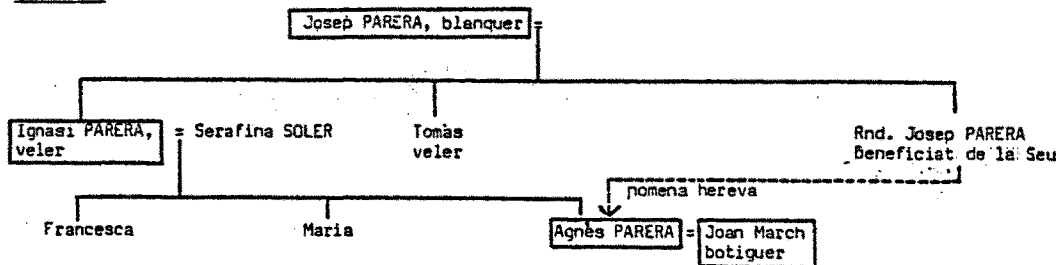 Josep PARERA, blanquer =
Ignasi PARERA, = Serafina SOLER
veler
Tomàs
veler
Rnd. Josep PARERA
Beneficiat de la Seu
nomena hereva
Francesca
Maria
Agnès PARERA = Joan March
botiguer